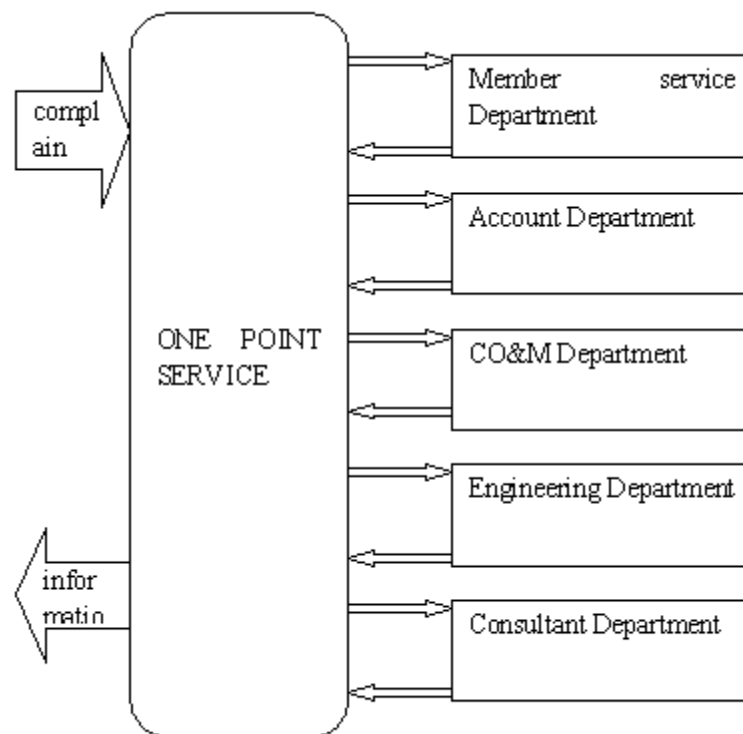 compl
ain
Member service
Department
Account Department
ONE POINT
SERVICE
CO&M Department
Engineering Department
infor
matio
Consultant Department